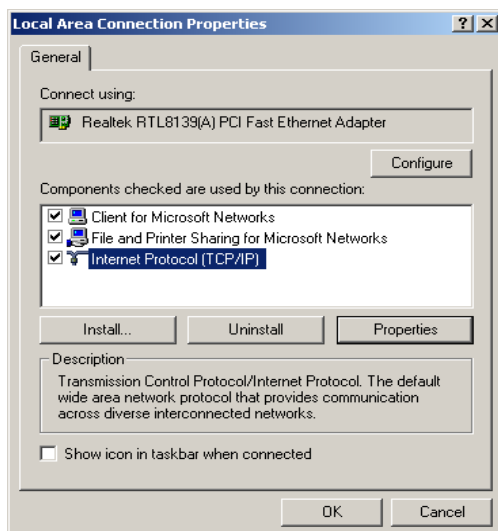 Local Area Connection Properties
General
Connect using:
Realtek RTL8139(A) PCI Fast Ethernet Adapter
Configure
Components checked are used by this connection:
Client for Microsoft Networks
File and Printer Sharing for Microsoft Networks
Internet Protocol (TCP/IP)
Install... Uninstall Properties
Description
Transmission Control Protocol/Internet Protocol. The default
wide area network protocol that provides communication
across diverse interconnected networks.
Show icon in taskbar when connected
OK Cancel